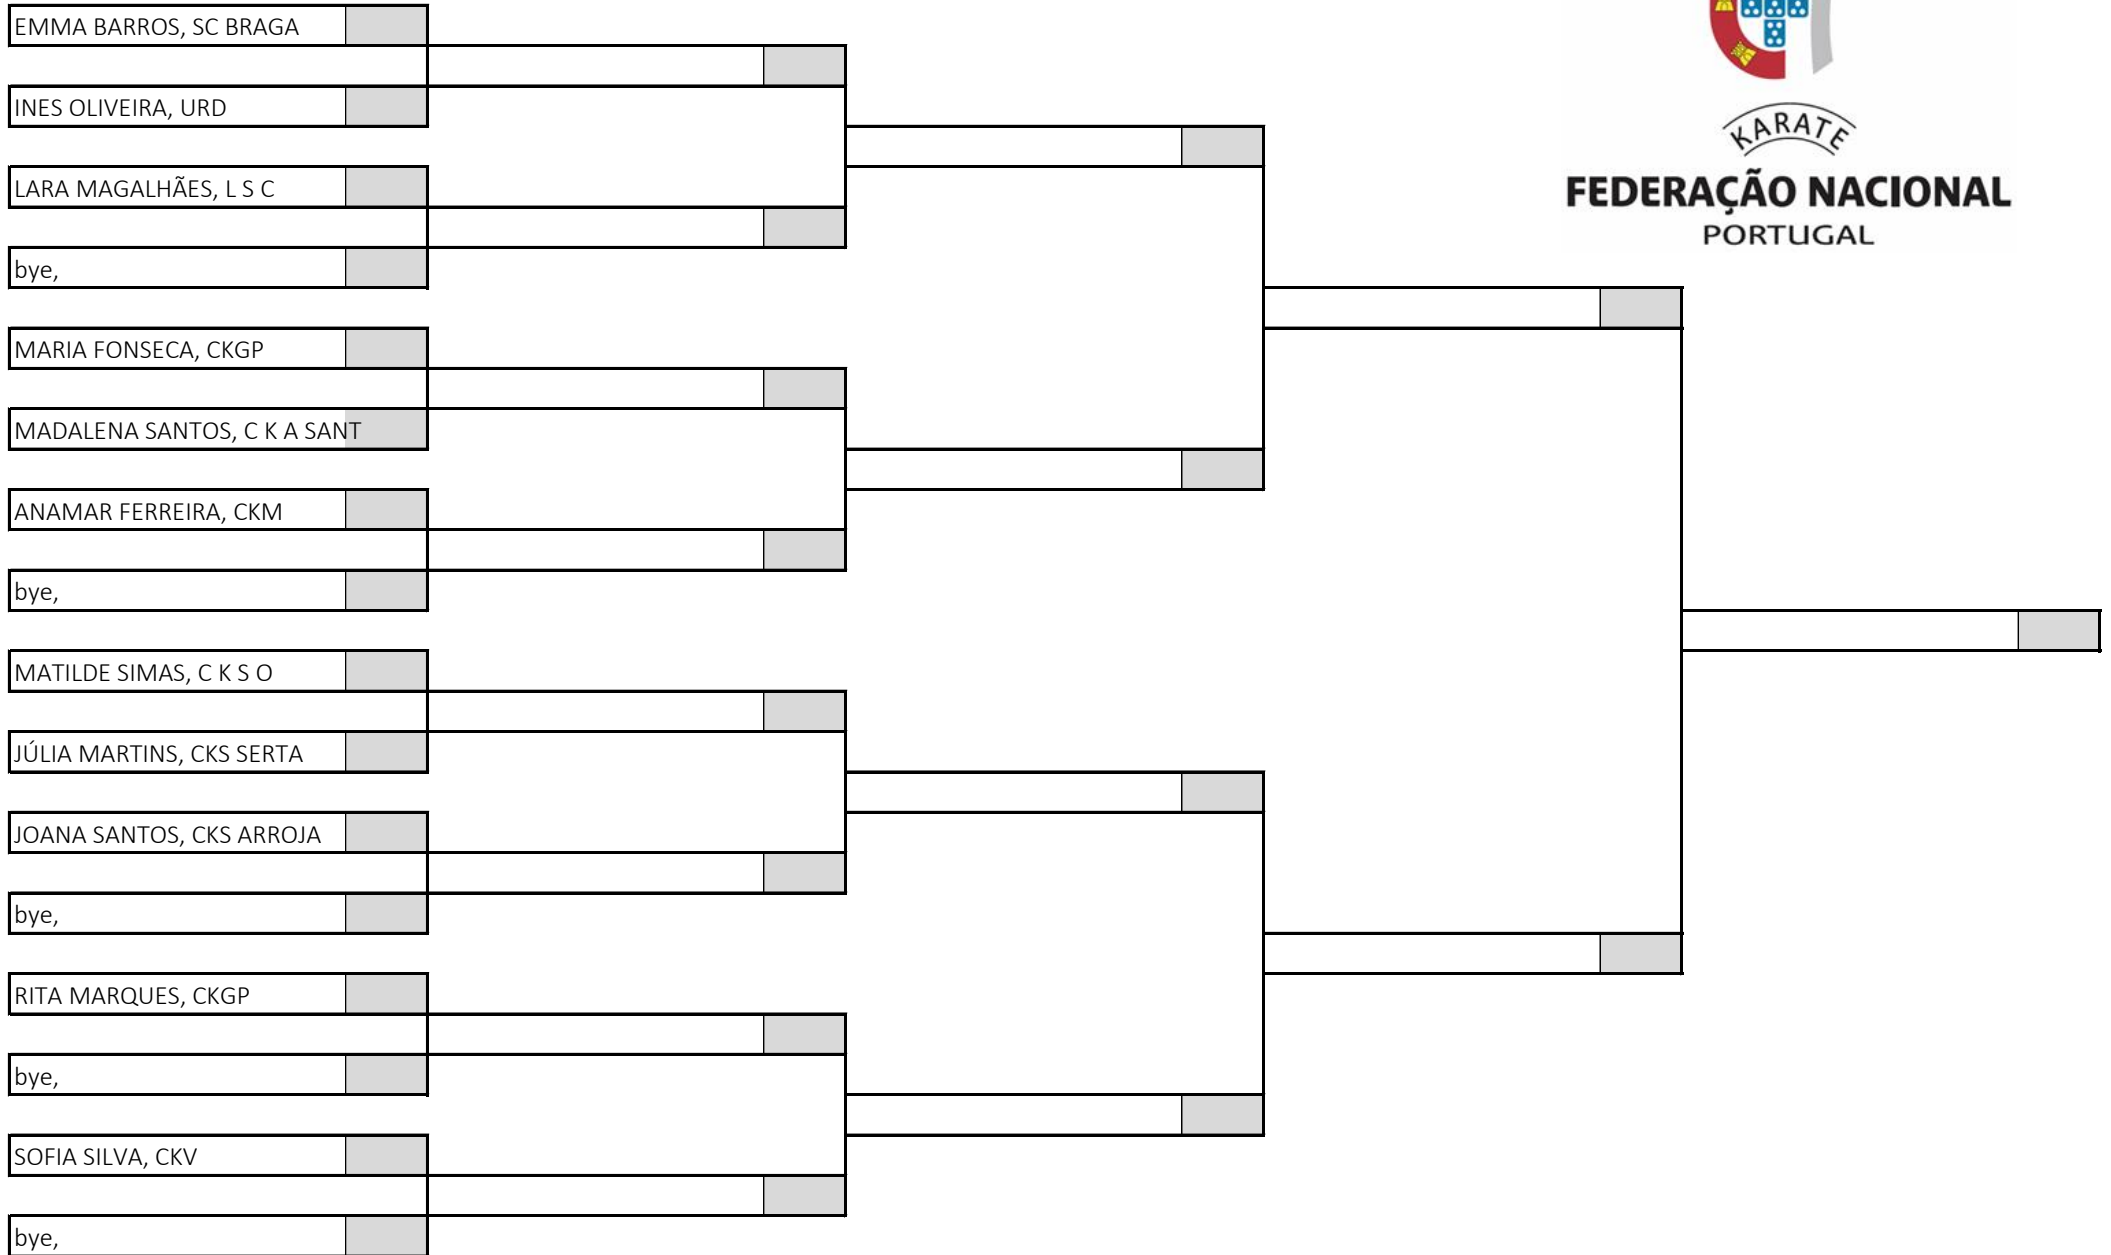 EMMA BARROS, SC BRAGA
INES OLIVEIRA, URD
LARA MAGALHÃES, L S C
bye,
MARIA FONSECA, CKGP
MADALENA SANTOS, C K A SANT
ANAMAR FERREIRA, CKM
bye,
MATILDE SIMAS, C K S O
JÚLIA MARTINS, CKS SERTA
JOANA SANTOS, CKS ARROJA
bye,
RITA MARQUES, CKGP
bye,
SOFIA SILVA, CKV
bye,
KARATE
FEDERAÇÃO NACIONAL
PORTUGAL